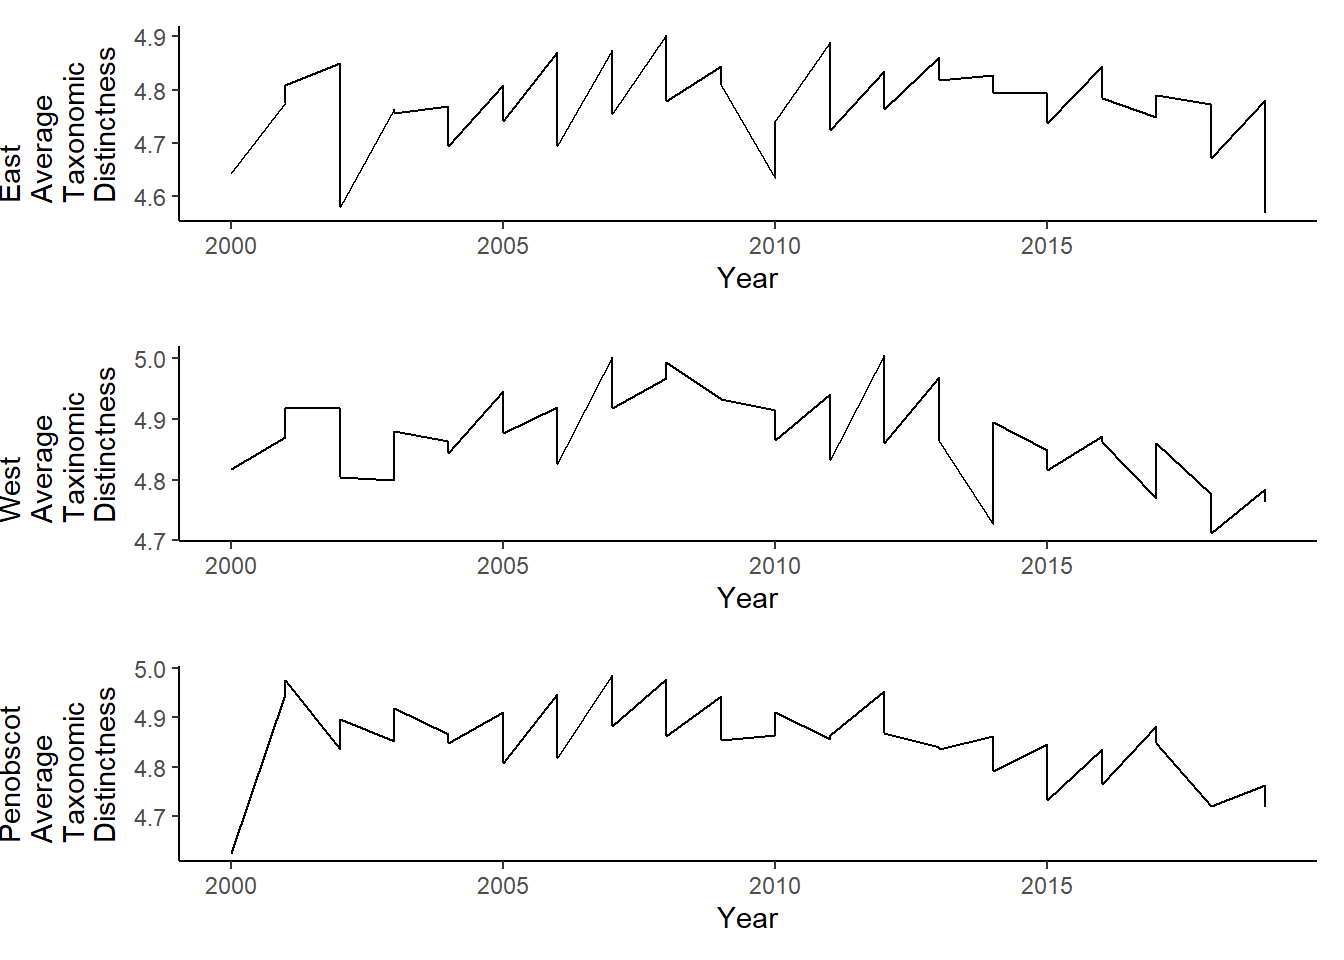 East
Average
Taxonomic
Distinctness
4.9
4.8
4.7
4.6
2000 2005 2010 2015
Year
West
Average
Taxinomic
Distinctness
5.0
4.9
4.8
4.7
2000 2005 2010 2015
Year
Penobscot
Average
Taxonomic
Distinctness
5.0
4.9
4.8
4.7
2000 2005 2010 2015
Year